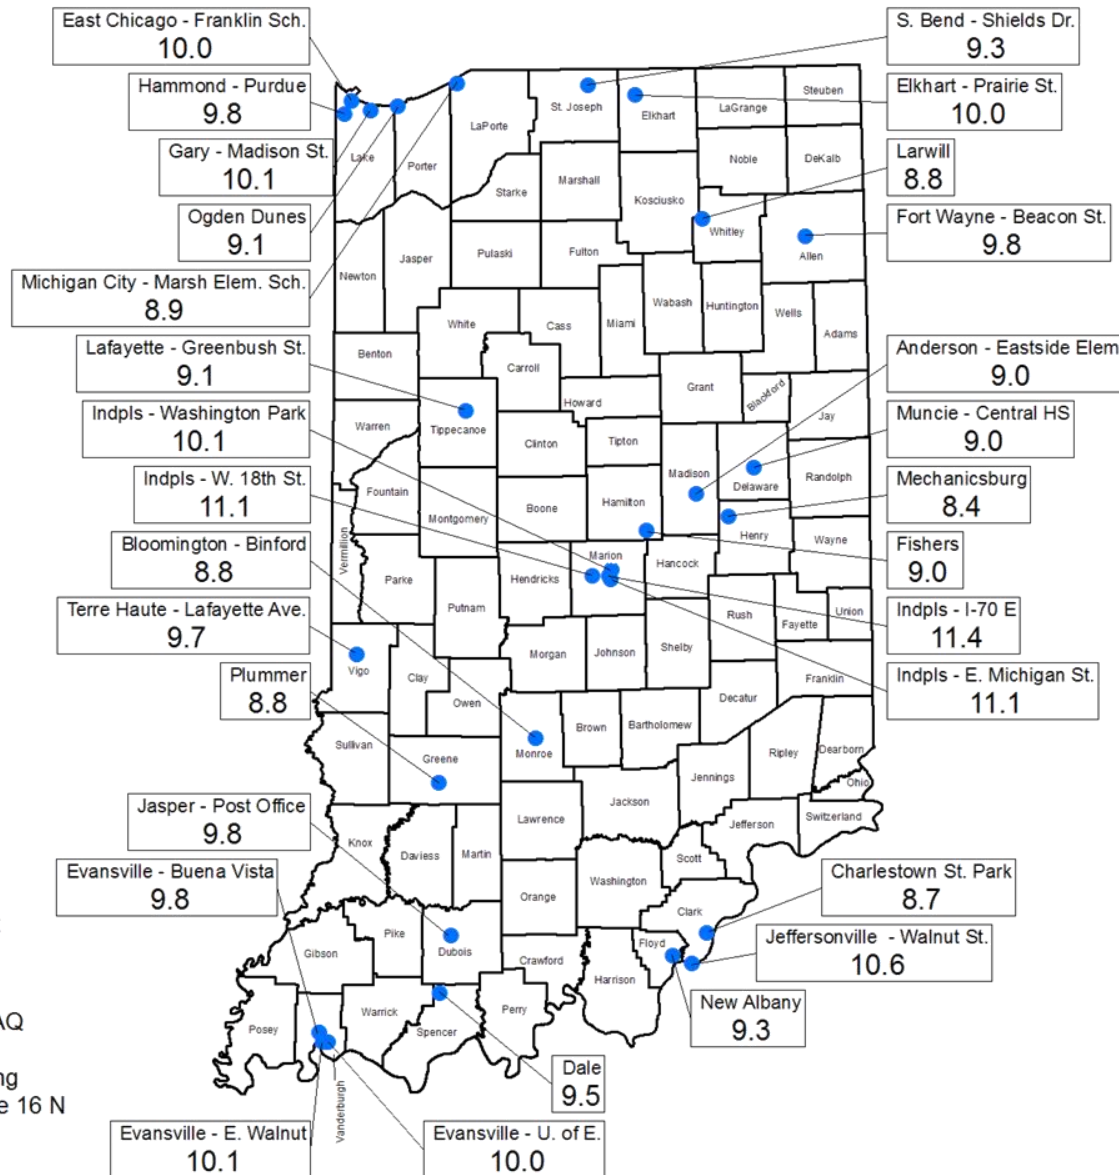 East Chicago - Franklin Sch.
10.0
Hammond - Purdue
9.8
Gary - Madison St.
10.1
Ogden Dunes
9.1
Michigan City - Marsh Elem. Sch.
8.9
Lafayette - Greenbush St.
9.1
Indpls - Washington Park
10.1
Indpls - W. 18th St.
11.1
Bloomington - Binford
8.8
Terre Haute - Lafayette Ave.
9.7
Plummer
8.8
Jasper - Post Office
9.8
Evansville - Buena Vista
9.8
Evansville - E. Walnut
10.1
Evansville - U. of E.
10.0
Dale
9.5
New Albany
9.3
Jeffersonville - Walnut St.
10.6
Charlestown St. Park
8.7
S. Bend - Shields Dr.
9.3
Elkhart - Prairie St.
10.0
Larwill
8.8
Fort Wayne - Beacon St.
9.8
Anderson - Eastside Elem
9.0
Muncie - Central HS
9.0
Mechanicsburg
8.4
Fishers
9.0
Indpls - I-70 E
11.4
Indpls - E. Michigan St.
11.1
Lake
Porter
LaPorte
St. Joseph
Elkhart
LaGrange
Steuben
Noble
DeKalb
Starke
Marshall
Kosciusko
Whitley
Allen
Newton
Jasper
Pulaski
Fulton
Wabash
Huntington
Wells
Adams
White
Cass
Miami
Benton
Carroll
Howard
Grant
Blackford
Jay
Warren
Tippecanoe
Clinton
Tipton
Madison
Delaware
Randolph
Fountain
Montgomery
Boone
Hamilton
Henry
Wayne
Vermillion
Parke
Putnam
Hendricks
Marion
Hancock
Rush
Fayette
Union
Vigo
Clay
Owen
Morgan
Johnson
Shelby
Decatur
Franklin
Sullivan
Greene
Monroe
Brown
Bartholomew
Jennings
Ripley
Dearborn
Ohio
Switzerland
Jefferson
Knox
Daviess
Martin
Lawrence
Jackson
Scott
Washington
Orange
Clark
Floyd
Harrison
Crawford
Gibson
Pike
Dubois
Perry
Posey
Vanderburgh
Warrick
Spencer
AQ
ng
e 16 N